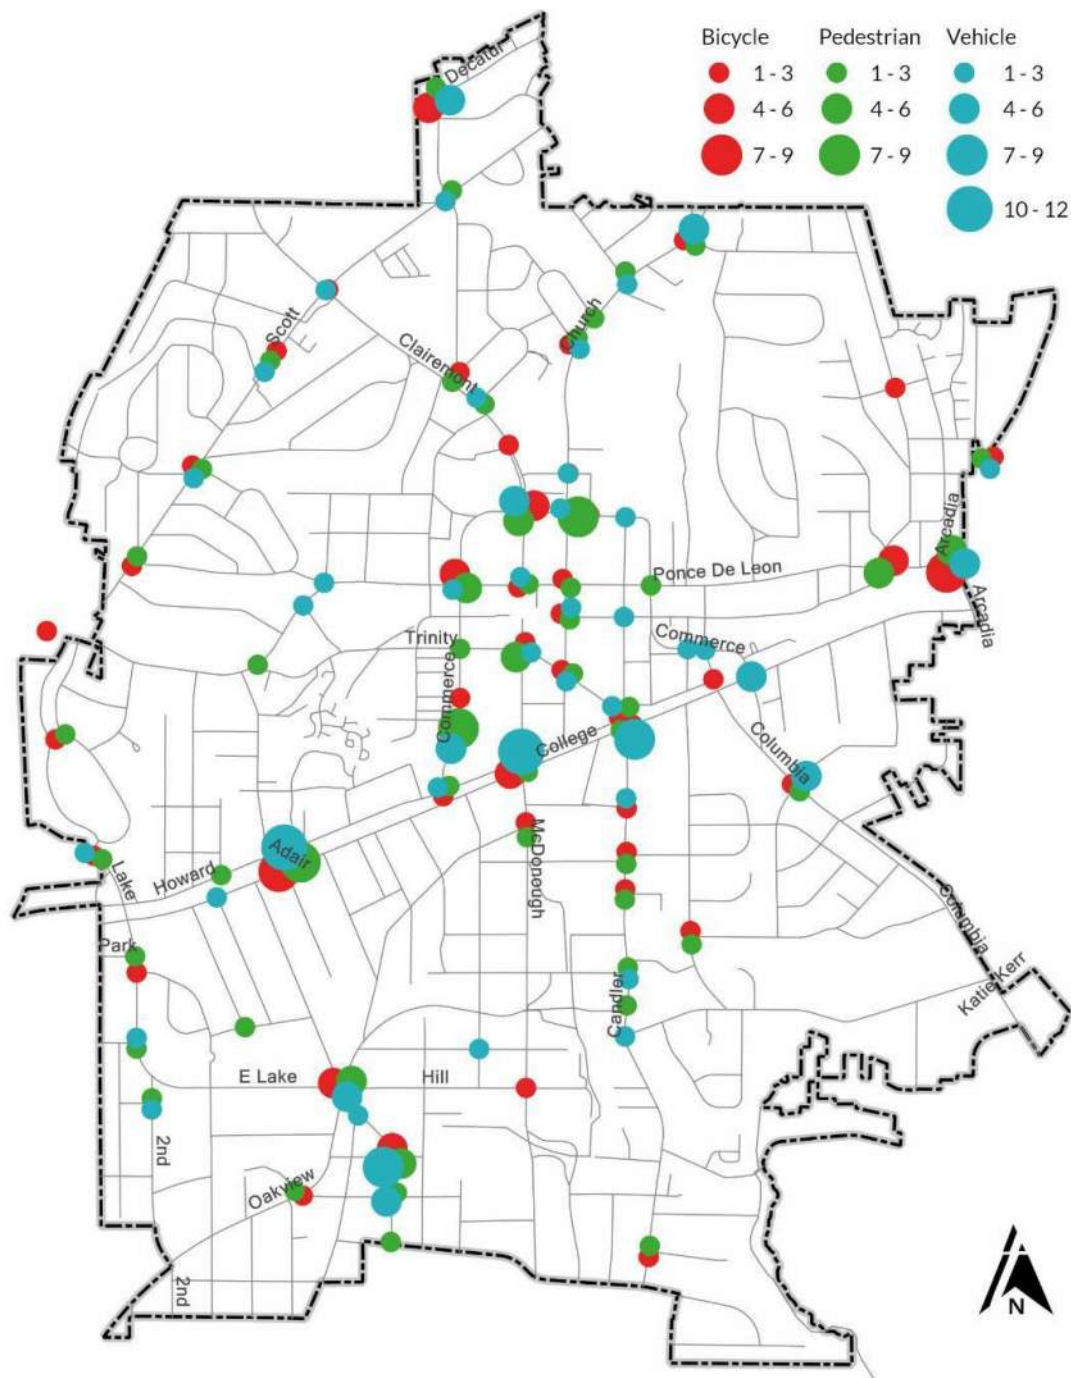 Bicycle Pedestrian Vehicle
1 - 3 1 - 3 1 - 3
4 - 6 4 - 6 4 - 6
7 - 9 7 - 9 7 - 9
10 - 12
Decatur
Scott
Church
Clairemont
Arcadia
Ponce De Leon
Arcadia
Trinity
Commerce
Commerce
College
Columbia
Adair
McDonough
Lake
Howard
Columbia
Park
Candler
Katie Kerr
E Lake
Hill
2nd
Oakview
2nd
N